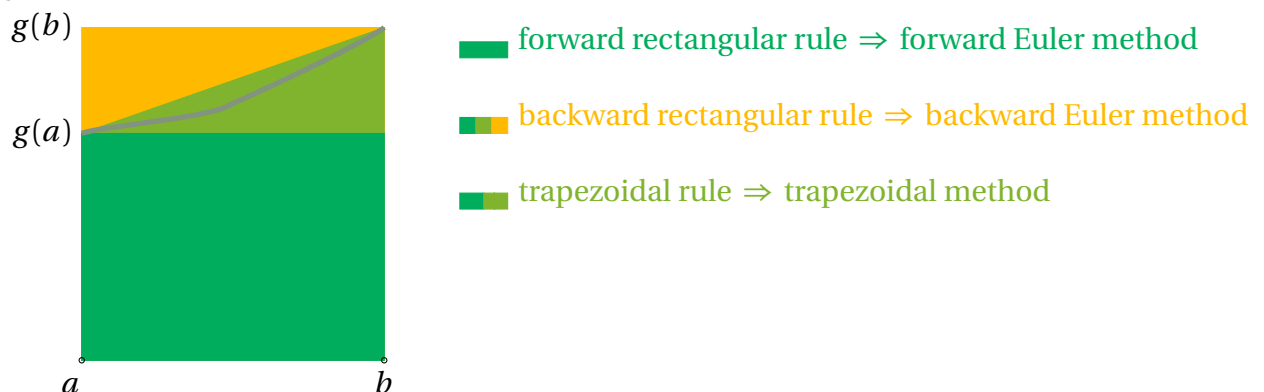 g(b)
forward rectangular rule ⇒ forward Euler method
backward rectangular rule ⇒ backward Euler method
g(a)
trapezoidal rule ⇒ trapezoidal method
a
b